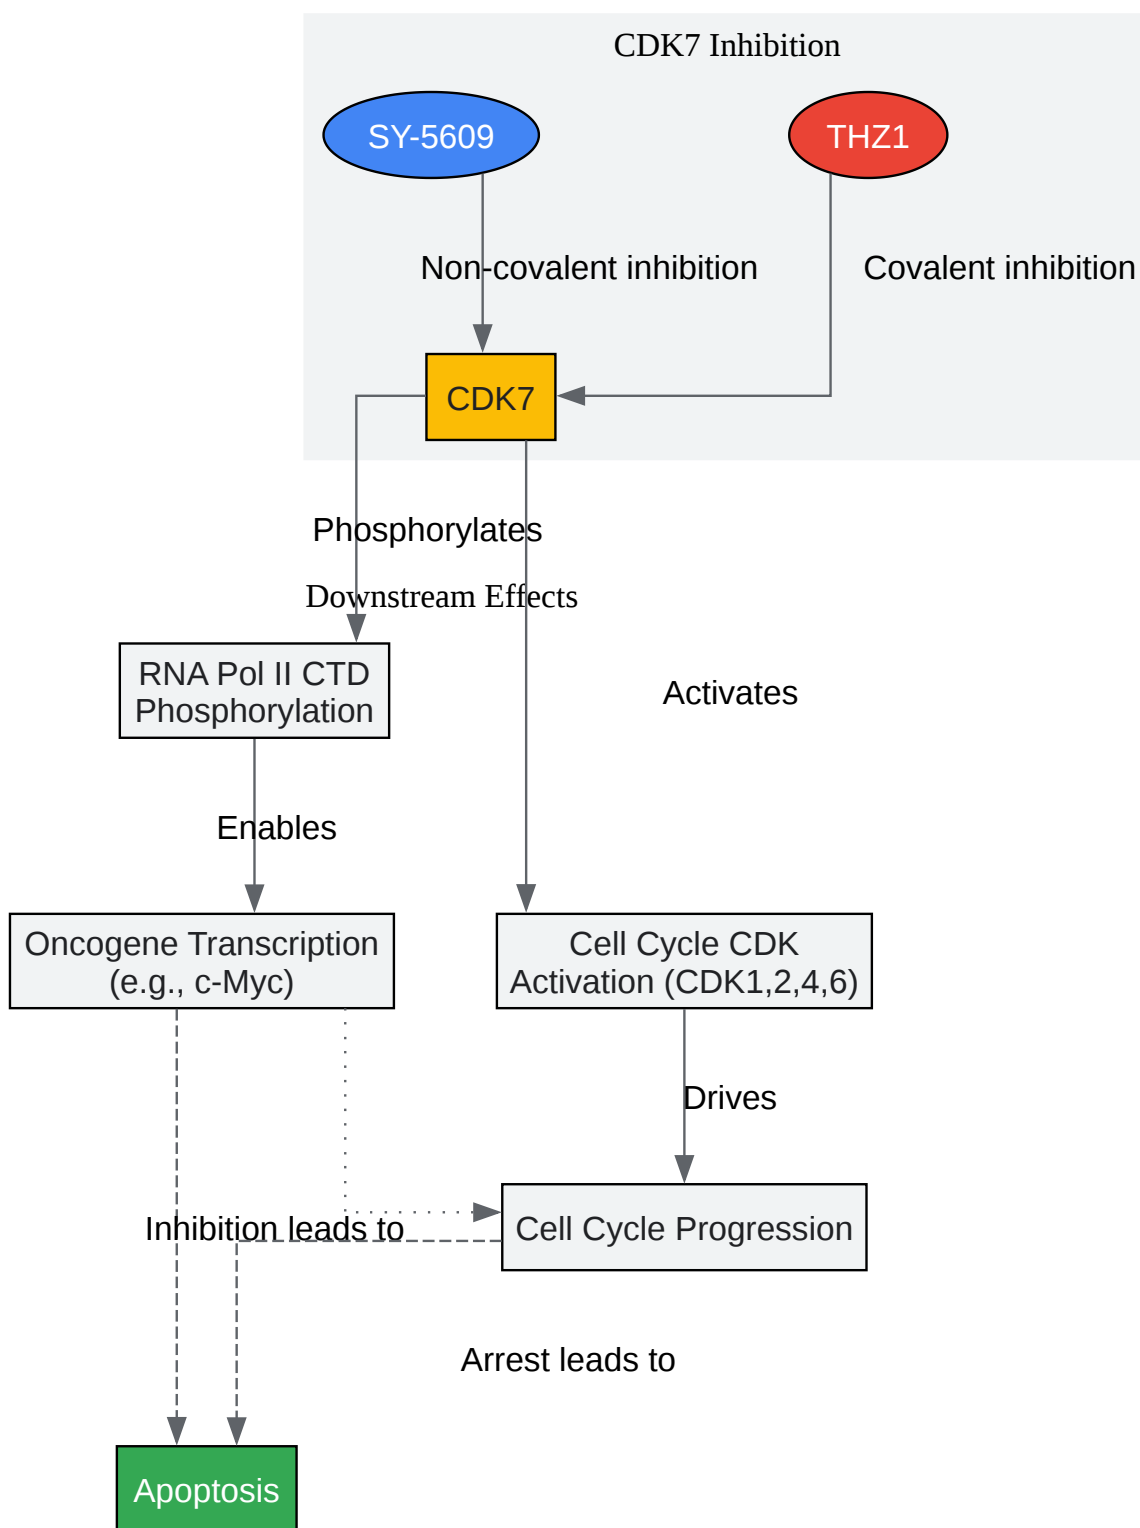 CDK7 Inhibition
SY-5609
THZ1
Non-covalent inhibition
Covalent inhibition
CDK7
Phosphorylates
Downstream Effects
RNA Pol II CTD
Phosphorylation
Activates
Enables
Oncogene Transcription
(e.g., c-Myc)
Cell Cycle CDK
Activation (CDK1,2,4,6)
Drives
Inhibition leads to
Cell Cycle Progression
Arrest leads to
Apoptosis